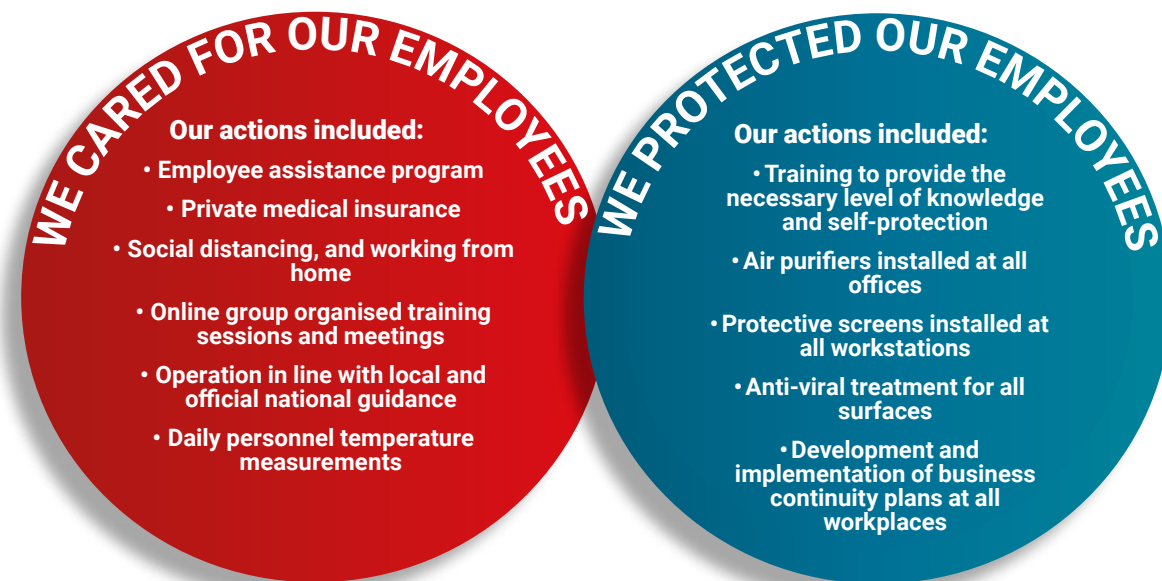 WE CARED FOR OUR EMPLOYEES
Our actions included:
• Employee assistance program
• Private medical insurance
• Social distancing, and working from
home
• Online group organised training
sessions and meetings
• Operation in line with local and
official national guidance
• Daily personnel temperature
measurements
WE PROTECTED OUR EMPLOYEES
Our actions included:
• Training to provide the
necessary level of knowledge
and self-protection
• Air purifiers installed at all
offices
• Protective screens installed at
all workstations
• Anti-viral treatment for all
surfaces
• Development and
implementation of business
continuity plans at all
workplaces